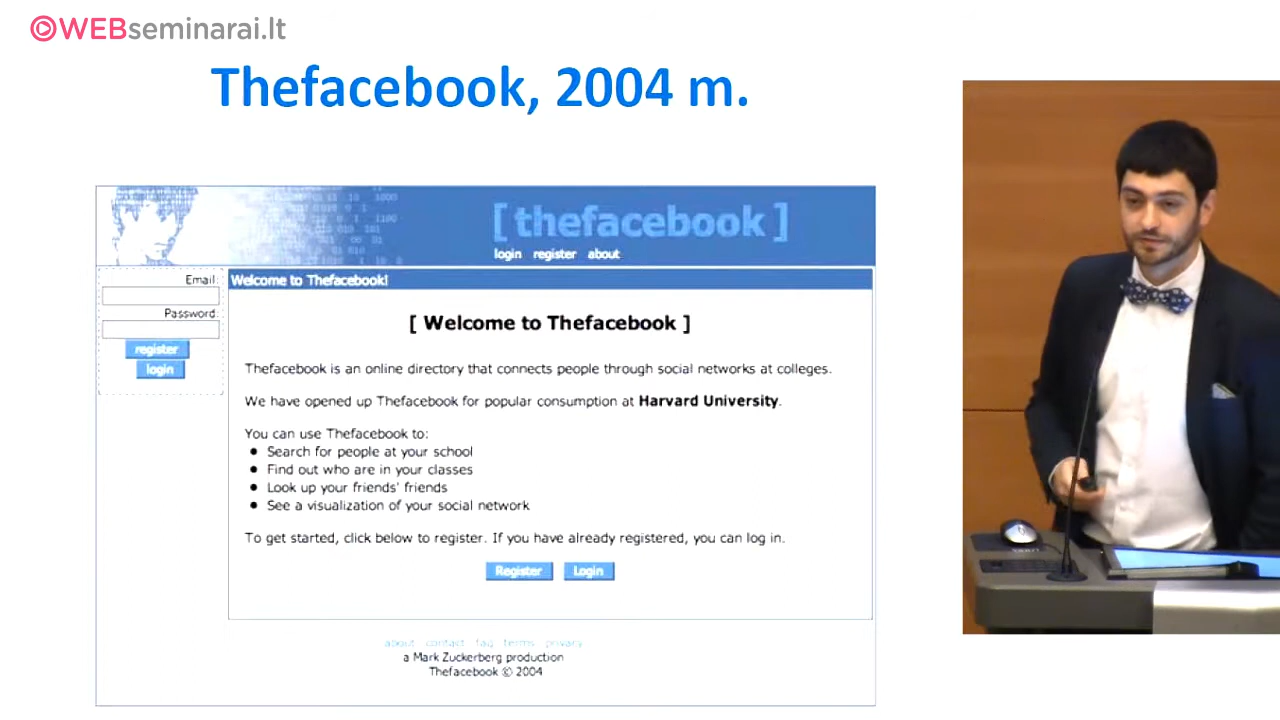 WEBseminarai.lt
Thefacebook, 2004 m.
[ thefacebook ]
login register about
Email:
Password:
register
login
Welcome to Thefacebook!
[ Welcome to Thefacebook ]
Thefacebook is an online directory that connects people through social networks at colleges.
We have opened up Thefacebook for popular consumption at Harvard University.
You can use Thefacebook to:
• Search for people at your school
• Find out who are in your classes
• Look up your friends' friends
• See a visualization of your social network
To get started, click below to register. If you have already registered, you can log in.
Register Login
about contact faq terms privacy
a Mark Zuckerberg production
Thefacebook © 2004